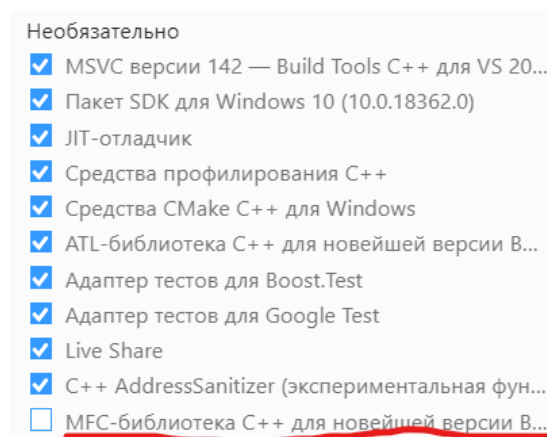 Необязательно
MSVC версии 142 — Build Tools C++ для VS 20...
Пакет SDK для Windows 10 (10.0.18362.0)
JIT-отладчик
Средства профилирования C++
Средства CMake C++ для Windows
ATL-библиотека C++ для новейшей версии B...
Адаптер тестов для Boost.Test
Адаптер тестов для Google Test
Live Share
C++ AddressSanitizer (экспериментальная фун...
MFC-библиотека C++ для новейшей версии B...